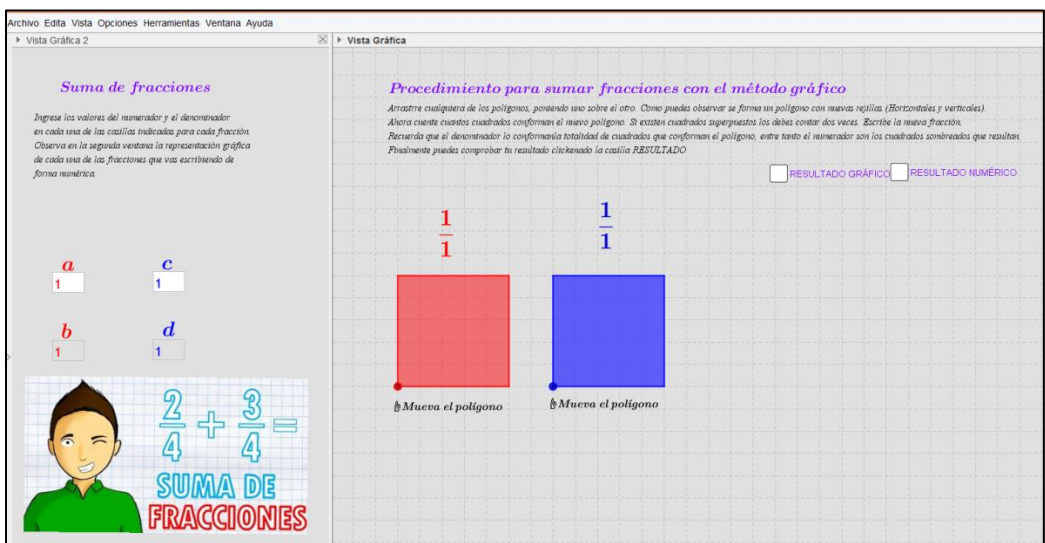 Archivo Edita Vista Opciones Herramientas Ventana Ayuda
Vista Gráfica 2
Suma de fracciones
Ingrese los valores del numerador y el denominador
en cada una de las casillas indicadas para cada fracción.
Observa en la segunda ventana la representación gráfica
de cada una de las fracciones que vas escribiendo de
forma numérica.
a
c
1
1
b
d
1
1
2/4 + 3/4 =
SUMA DE
FRACCIONES
Vista Gráfica
Procedimiento para sumar fracciones con el método gráfico
Arrastre cualquiera de los polígonos, poniendo uno sobre el otro. Como puedes observar se forma un polígono con nuevas rejillas (Horizontales y verticales).
Ahora cuente cuantos cuadrados conforman el nuevo polígono. Si existen cuadrados superpuestos los debes contar dos veces. Escribe la nueva fracción.
Recuerda que el denominador lo conformanla totalidad de cuadrados que conforman el polígono, entre tanto el numerador son los cuadrados sombreados que resultan.
Finalmente puedes comprobar tu resultado clickenado la casilla RESULTADO
RESULTADO GRÁFICO
RESULTADO NUMÉRICO
1/1
1/1
Mueva el polígono
Mueva el polígono